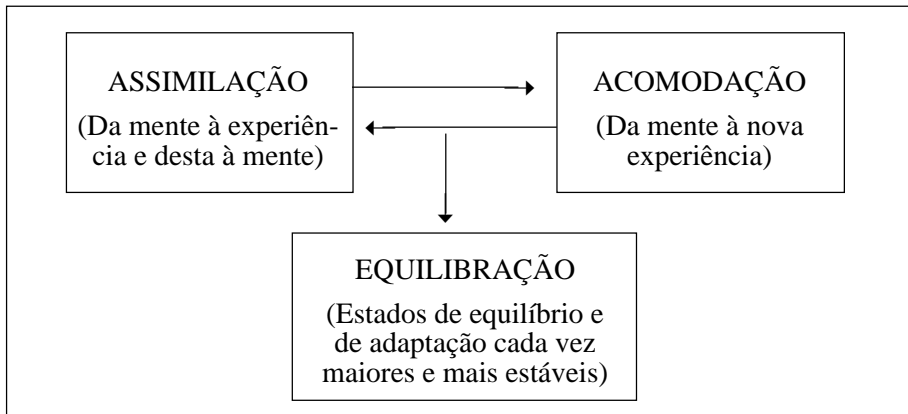 ASSIMILAÇÃO
(Da mente à experiên-
cia e desta à mente)
ACOMODAÇÃO
(Da mente à nova
experiência)
EQUILIBRAÇÃO
(Estados de equilíbrio e
de adaptação cada vez
maiores e mais estáveis)